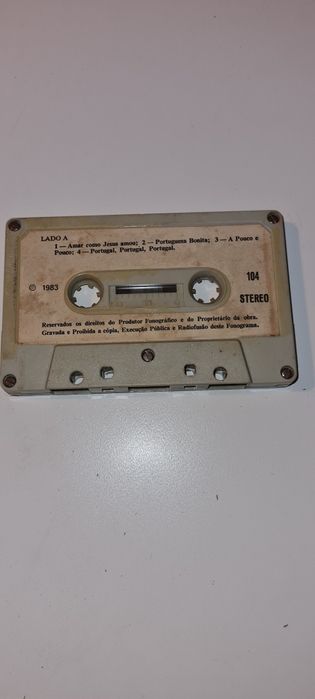 LADO A
1 — Amar como Jesus amou; 2 — Portuguesa Bonita; 3 — A Pouco e
Pouco; 4 — Portugal, Portugal, Portugal.
℗ 1983
104
STEREO
Reservados os direitos do Produtor Fonográfico e do Proprietário da obra.
Gravada e Proibida a cópia, Execução Pública e Radiofusão deste Fonograma.